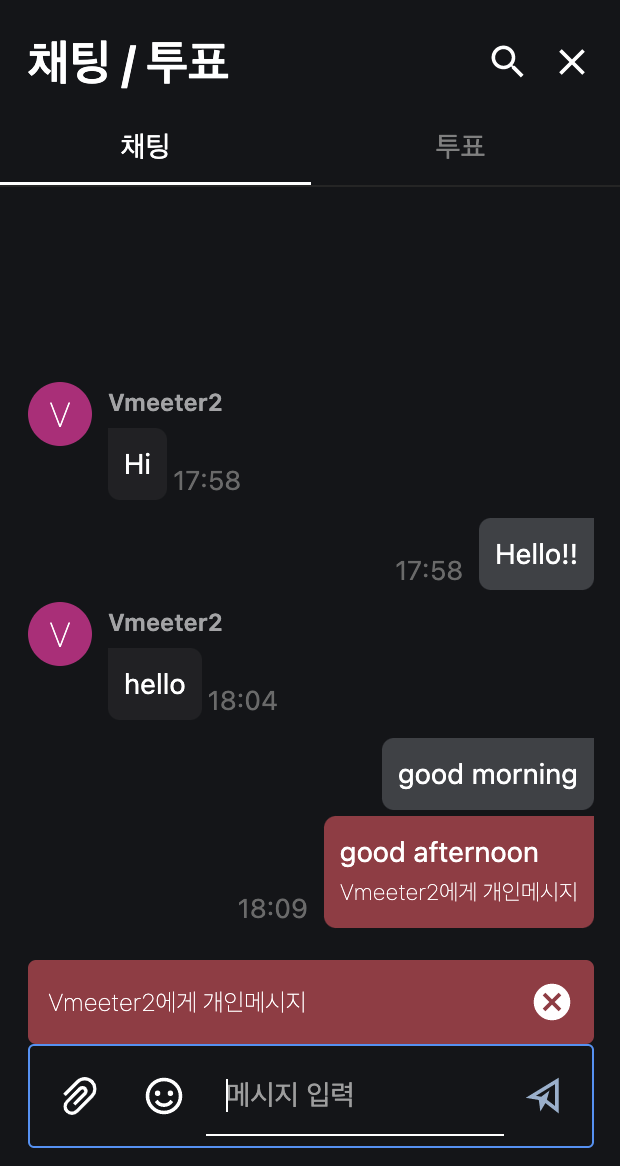 채팅 / 투표
채팅
투표
V
Vmeeter2
Hi
17:58
17:58
Hello!!
V
Vmeeter2
hello
18:04
good morning
good afternoon
Vmeeter2에게 개인메시지
18:09
Vmeeter2에게 개인메시지
메시지 입력